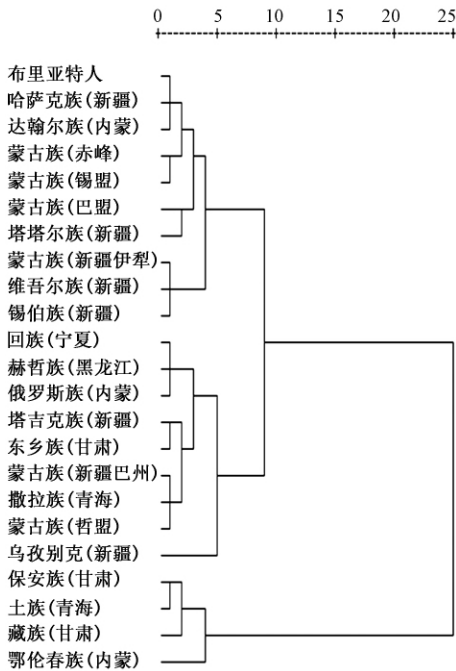 0 5 10 15 20 25
布里亚特人
哈萨克族(新疆)
达翰尔族(内蒙)
蒙古族(赤峰)
蒙古族(锡盟)
蒙古族(巴盟)
塔塔尔族(新疆)
蒙古族(新疆伊犁)
维吾尔族(新疆)
锡伯族(新疆)
回族(宁夏)
赫哲族(黑龙江)
俄罗斯族(内蒙)
塔吉克族(新疆)
东乡族(甘肃)
蒙古族(新疆巴州)
撒拉族(青海)
蒙古族(哲盟)
乌孜别克(新疆)
保安族(甘肃)
土族(青海)
藏族(甘肃)
鄂伦春族(内蒙)